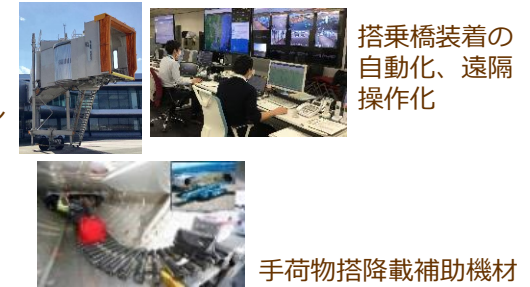 搭乗橋装着の
自動化、遠隔
操作化
手荷物搭降載補助機材